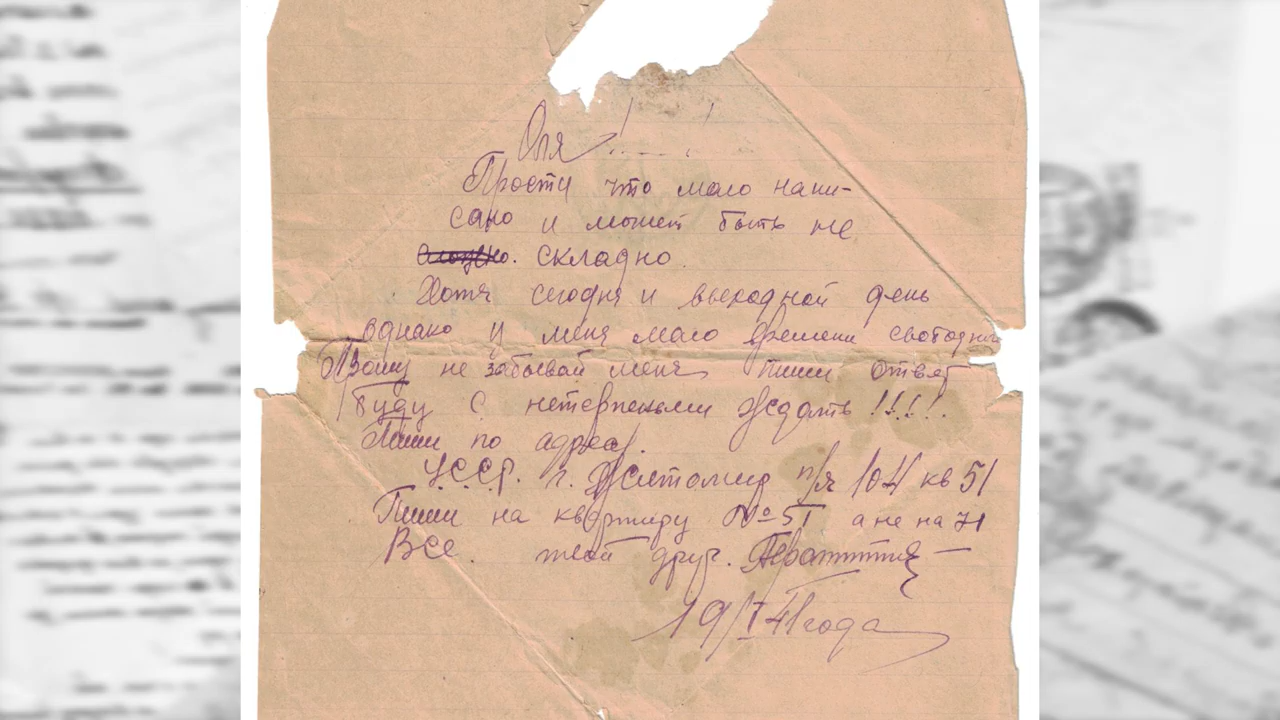 Оля!.....!
Прости что мало напи-
сано и может быть не
складно.
Хотя сегодня и выходной день
однако у меня мало времени свободного
Прошу не забывай меня пиши ответ
Буду с нетерпеньем ждать !!!!.
Пиши по адресу.
У.С.С.Р. г. Житомир п/я 104 кв 51
Пиши на квартиру №51 а не на 71
Все. твой друг.
19/I 41 года